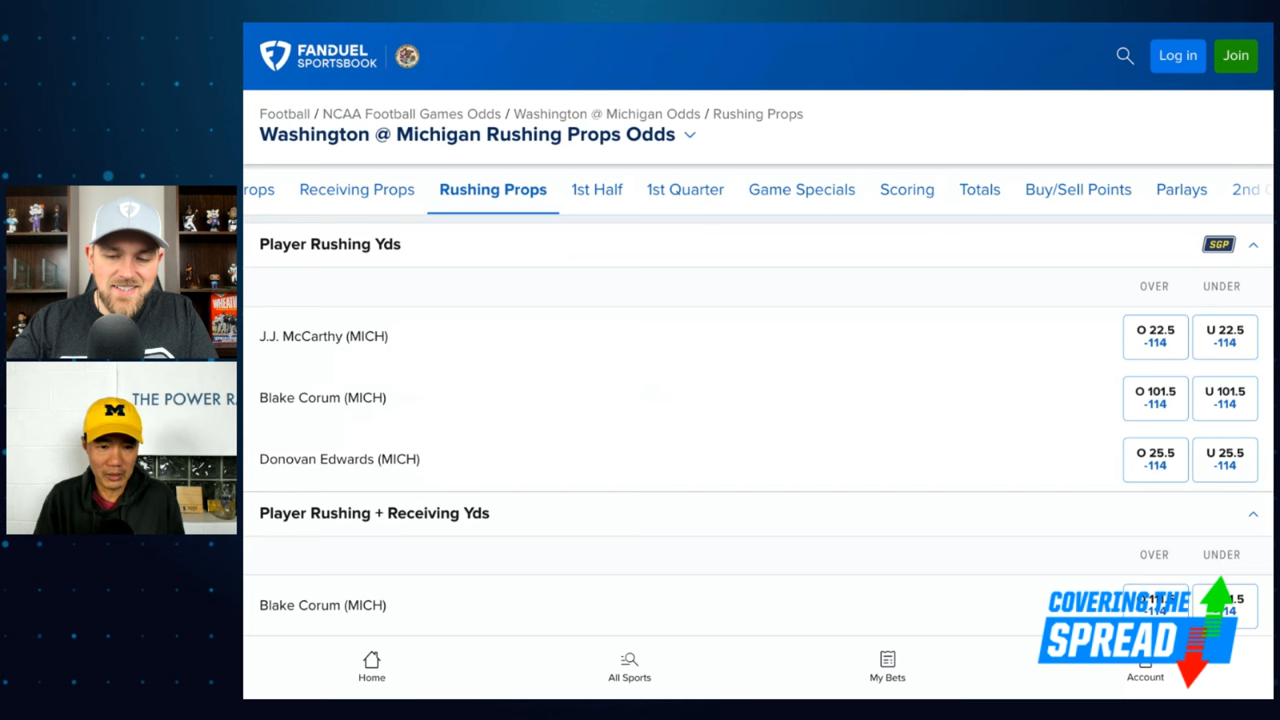 FANDUEL
SPORTSBOOK
Log in
Join
Football / NCAA Football Games Odds / Washington @ Michigan Odds / Rushing Props
Washington @ Michigan Rushing Props Odds
rops Receiving Props Rushing Props 1st Half 1st Quarter Game Specials Scoring Totals Buy/Sell Points Parlays 2nd
Player Rushing Yds SGP
OVER UNDER
J.J. McCarthy (MICH) O 22.5 U 22.5
-114 -114
Blake Corum (MICH) O 101.5 U 101.5
-114 -114
Donovan Edwards (MICH) O 25.5 U 25.5
-114 -114
Player Rushing + Receiving Yds
OVER UNDER
Blake Corum (MICH)
COVERING THE
SPREAD
Home All Sports My Bets Account
THE POWER R
M
WHEATIE